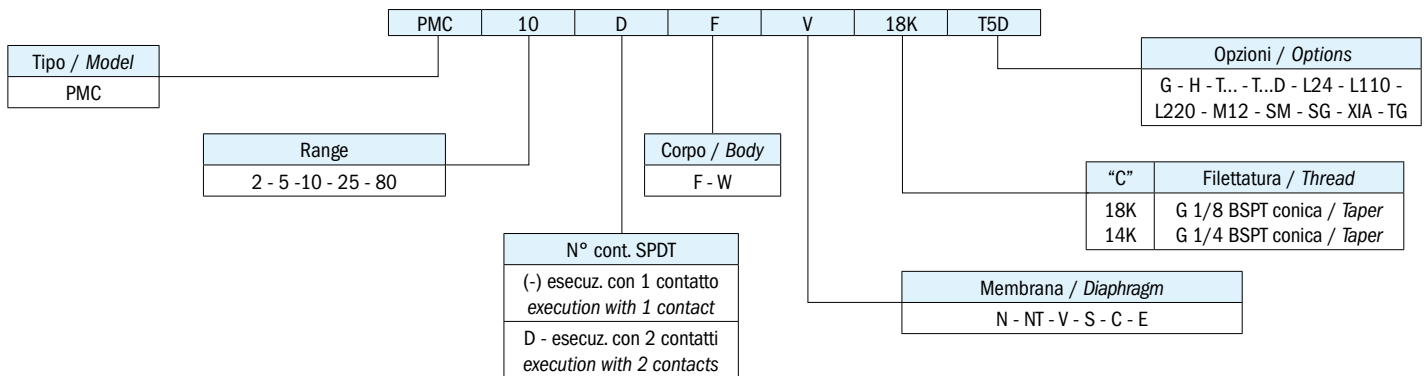 PMC 10 D F V 18K T5D
Tipo / Model
PMC
Opzioni / Options
G - H - T... - T...D - L24 - L110 -
L220 - M12 - SM - SG - XIA - TG
Range
2 - 5 -10 - 25 - 80
Corpo / Body
F - W
"C" Filettatura / Thread
18K G 1/8 BSPT conica / Taper
14K G 1/4 BSPT conica / Taper
N° cont. SPDT
(-) esecuz. con 1 contatto
execution with 1 contact
D - esecuz. con 2 contatti
execution with 2 contacts
Membrana / Diaphragm
N - NT - V - S - C - E